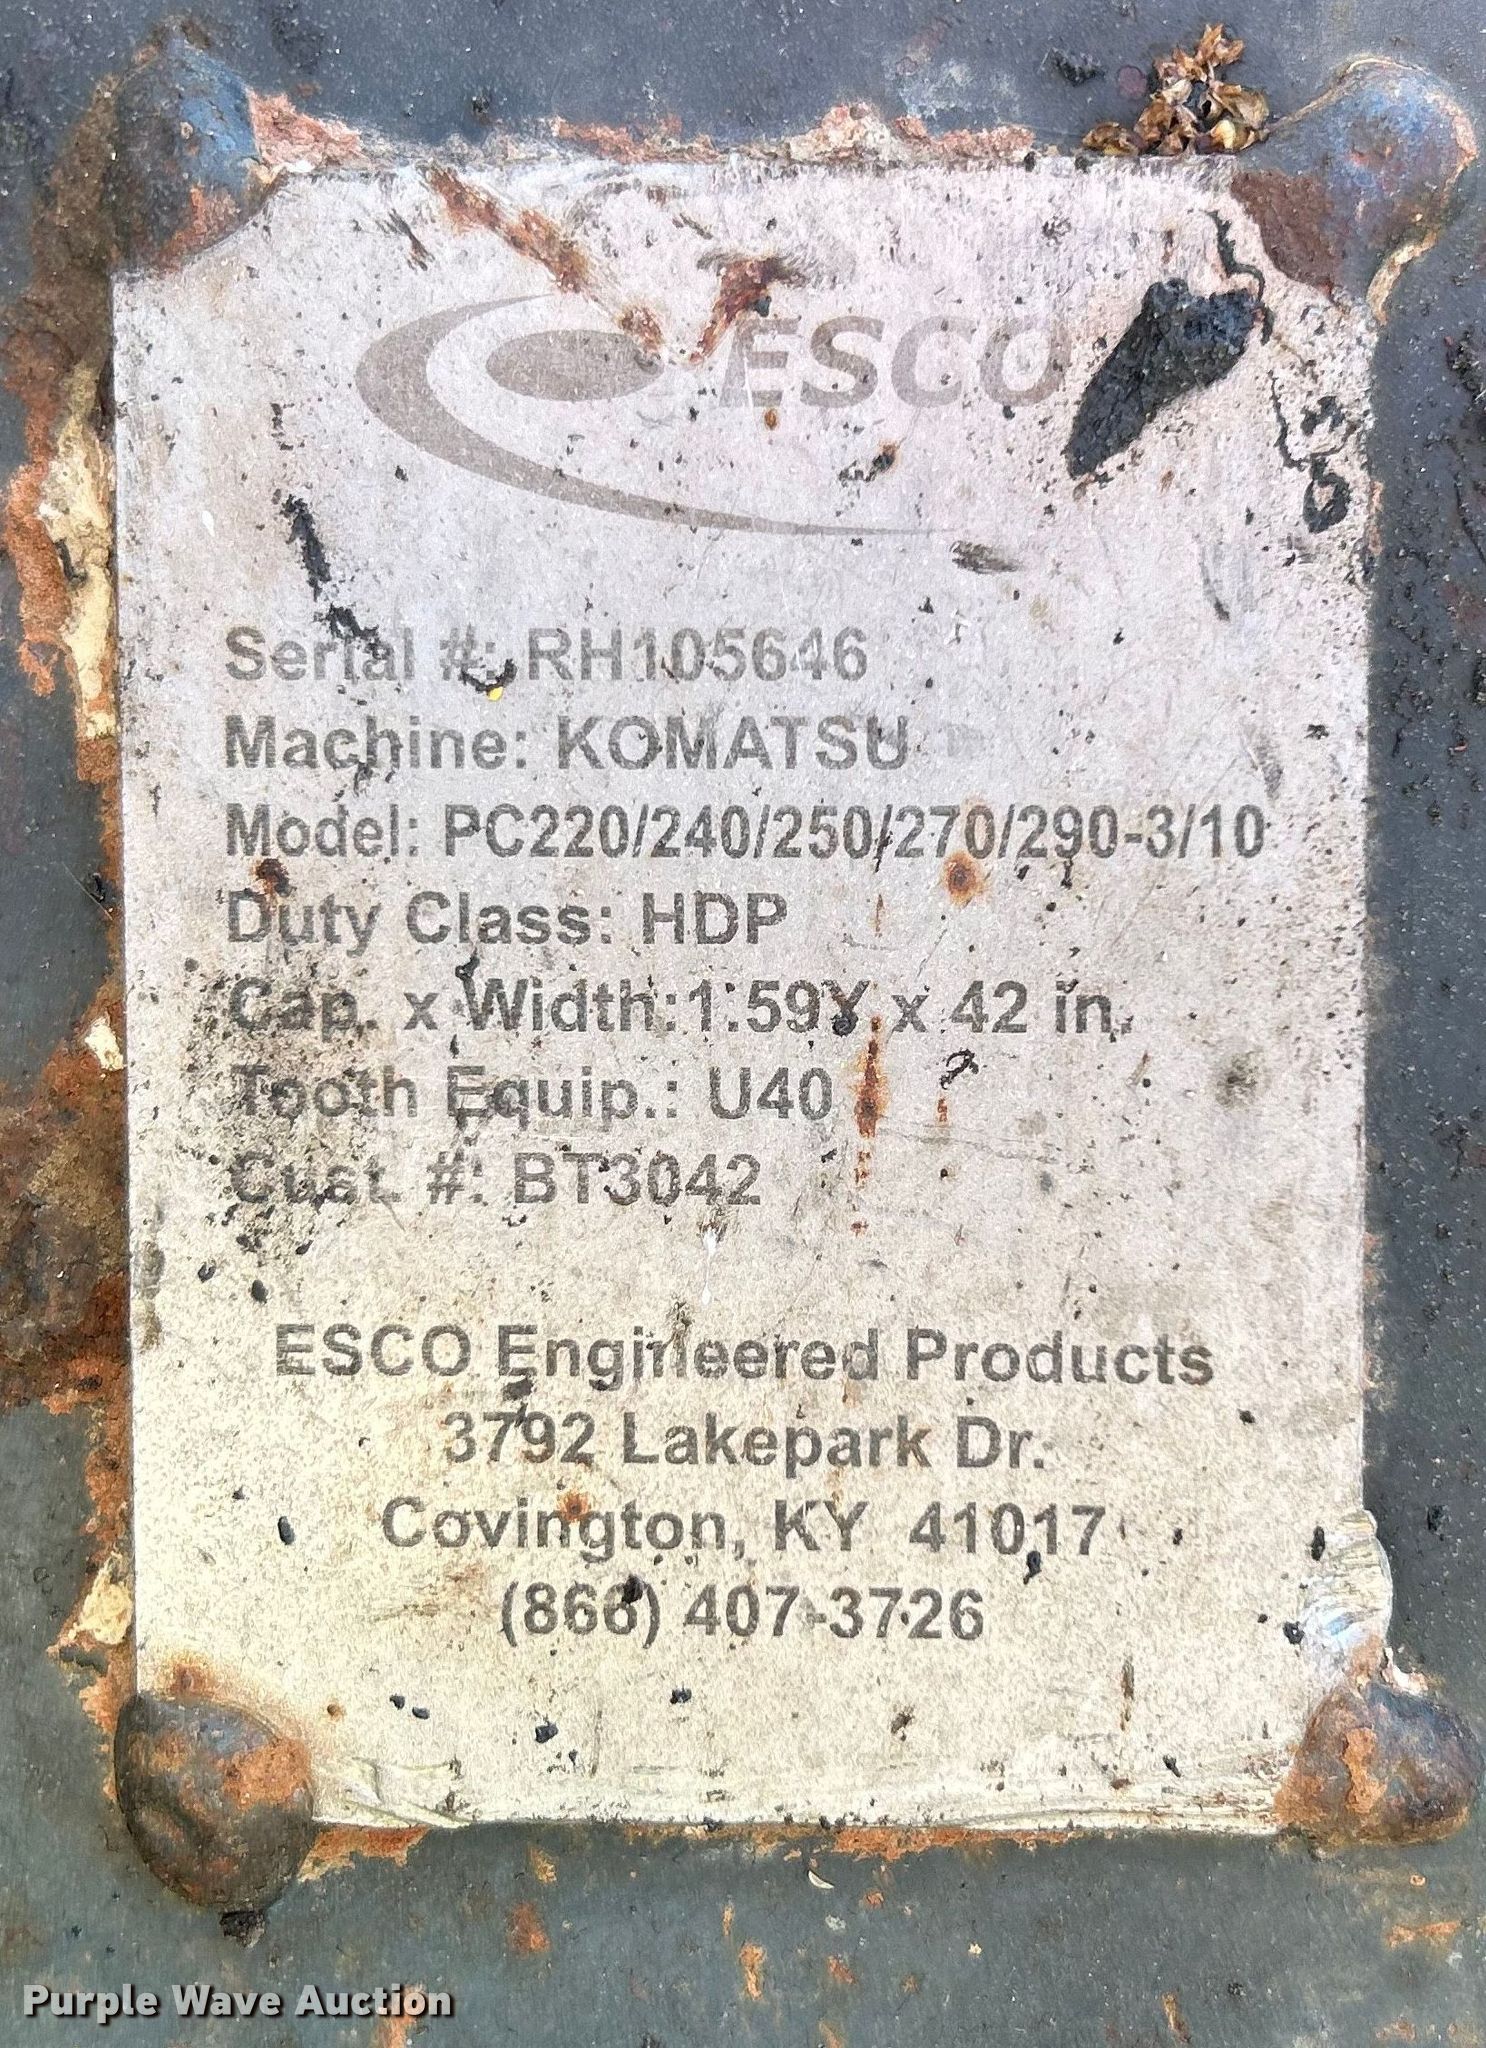 ESCO
Serial #: RH105646
Machine: KOMATSU
Model: PC220/240/250/270/290-3/10
Duty Class: HDP
Cap. x Width:1.59Y x 42 in.
Tooth Equip.: U40
Cust. #: BT3042
ESCO Engineered Products
3792 Lakepark Dr.
Covington, KY 41017
(866) 407-3726
Purple Wave Auction